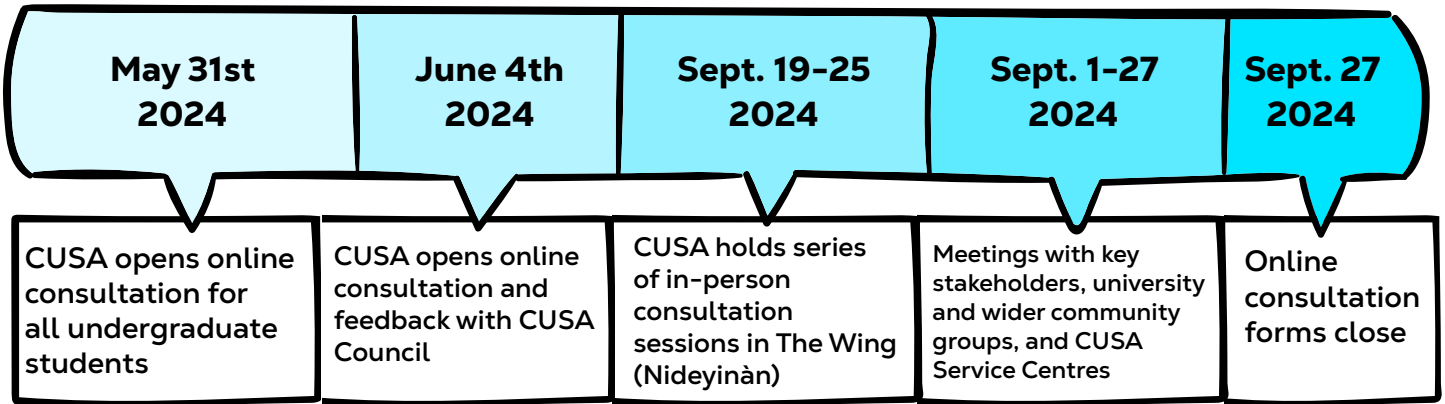 May 31st
2024
June 4th
2024
Sept. 19-25
2024
Sept. 1-27
2024
Sept. 27
2024
CUSA opens online
consultation for
all undergraduate
students
CUSA opens online
consultation and
feedback with CUSA
Council
CUSA holds series
of in-person
consultation
sessions in The Wing
(Nideyinàn)
Meetings with key
stakeholders, university
and wider community
groups, and CUSA
Service Centres
Online
consultation
forms close